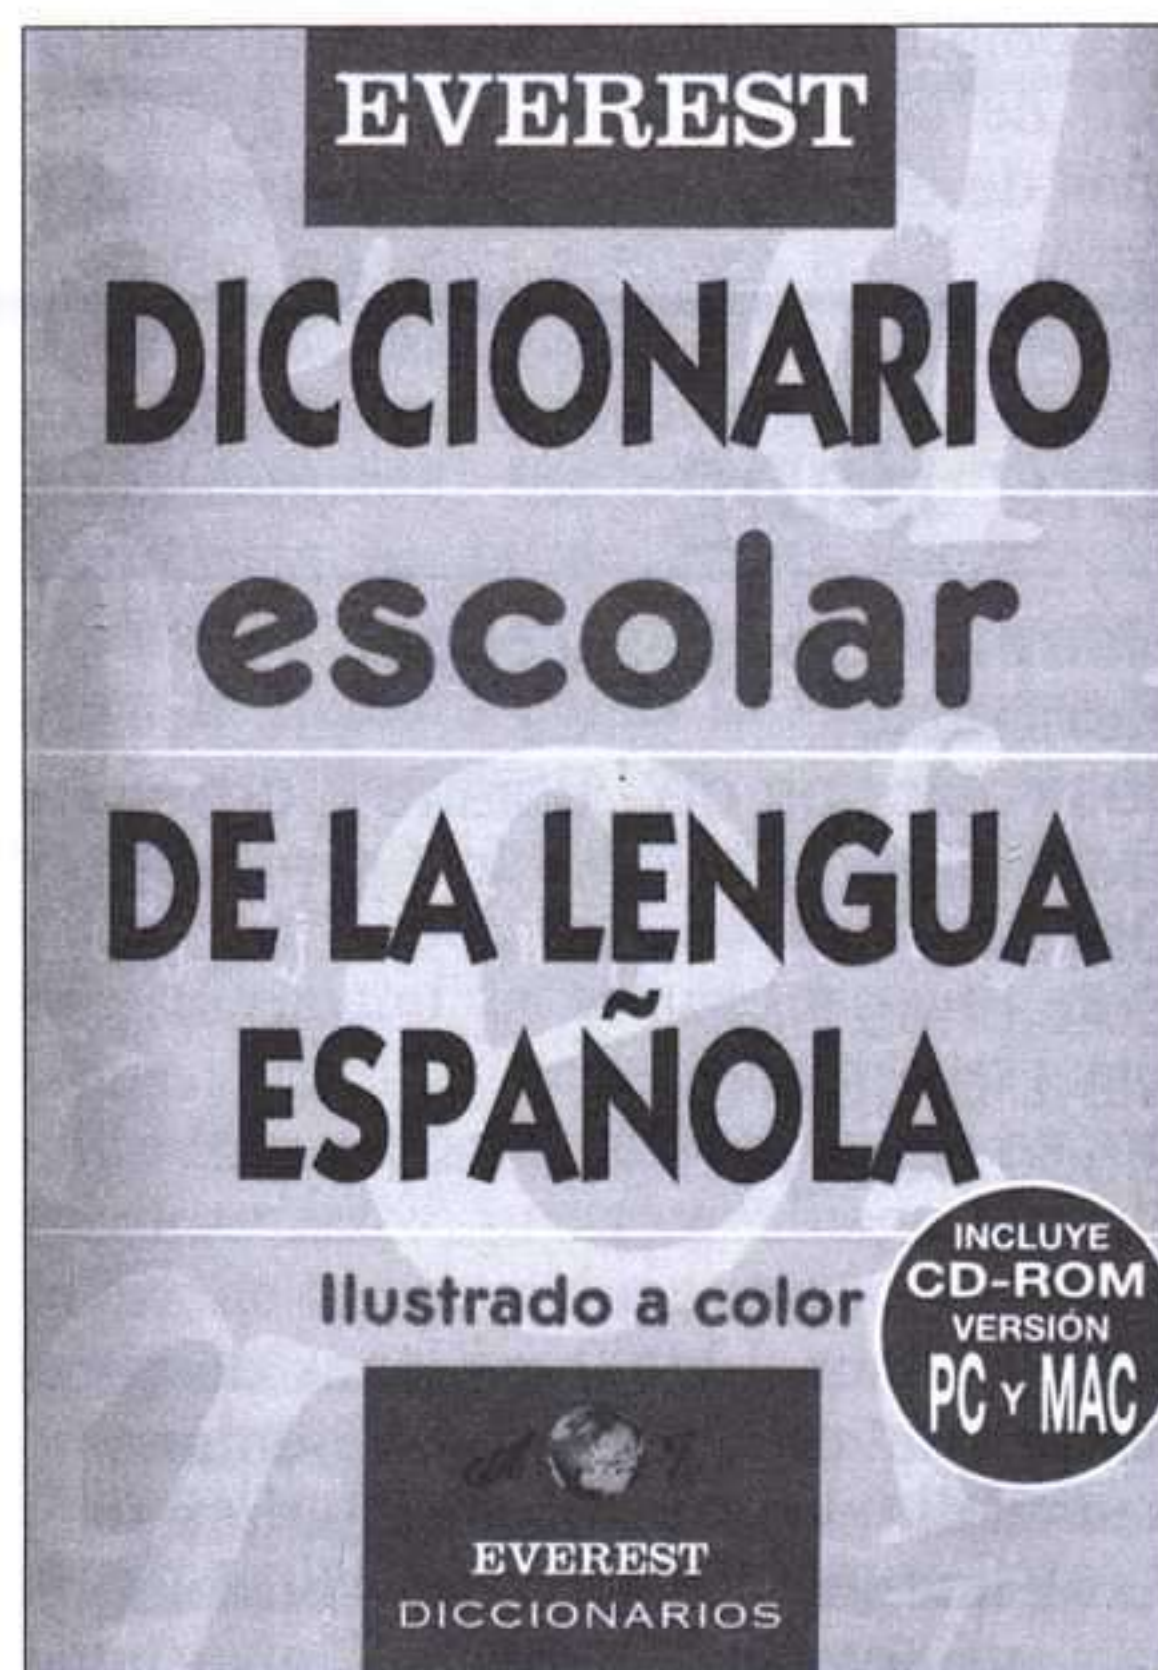 EVEREST
DICCIONARIO
escolar
DE LA LENGUA
ESPAÑOLA
Ilustrado a color
INCLUYE
CD-ROM
VERSIÓN
PC Y MAC
EVEREST
DICCIONARIOS